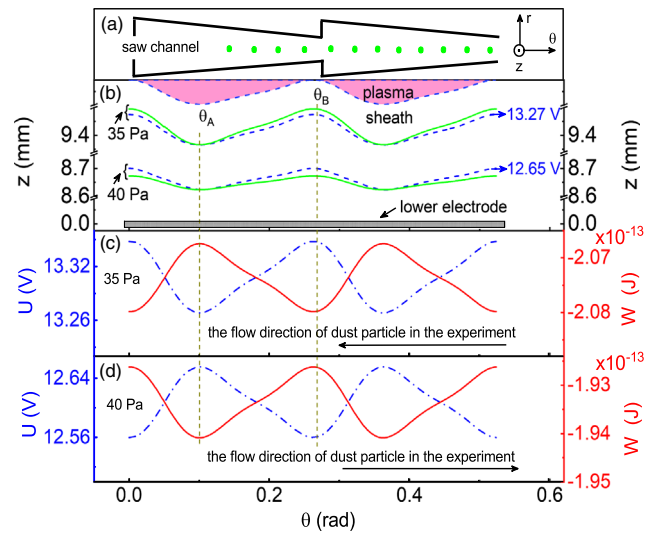 (a)
saw channel
r
θ
z
(b)
plasma
sheath
θA
θB
13.27 V
35 Pa
12.65 V
40 Pa
lower electrode
z (mm)
9.4
8.7
8.6
0.0
z (mm)
9.4
8.7
8.6
0.0
(c)
35 Pa
U (V)
13.32
13.26
the flow direction of dust particle in the experiment
x10-13
-2.07
-2.08
W (J)
(d)
40 Pa
U (V)
12.64
12.56
the flow direction of dust particle in the experiment
x10-13
-1.93
-1.94
-1.95
W (J)
0.0 0.2 0.4 0.6
θ (rad)